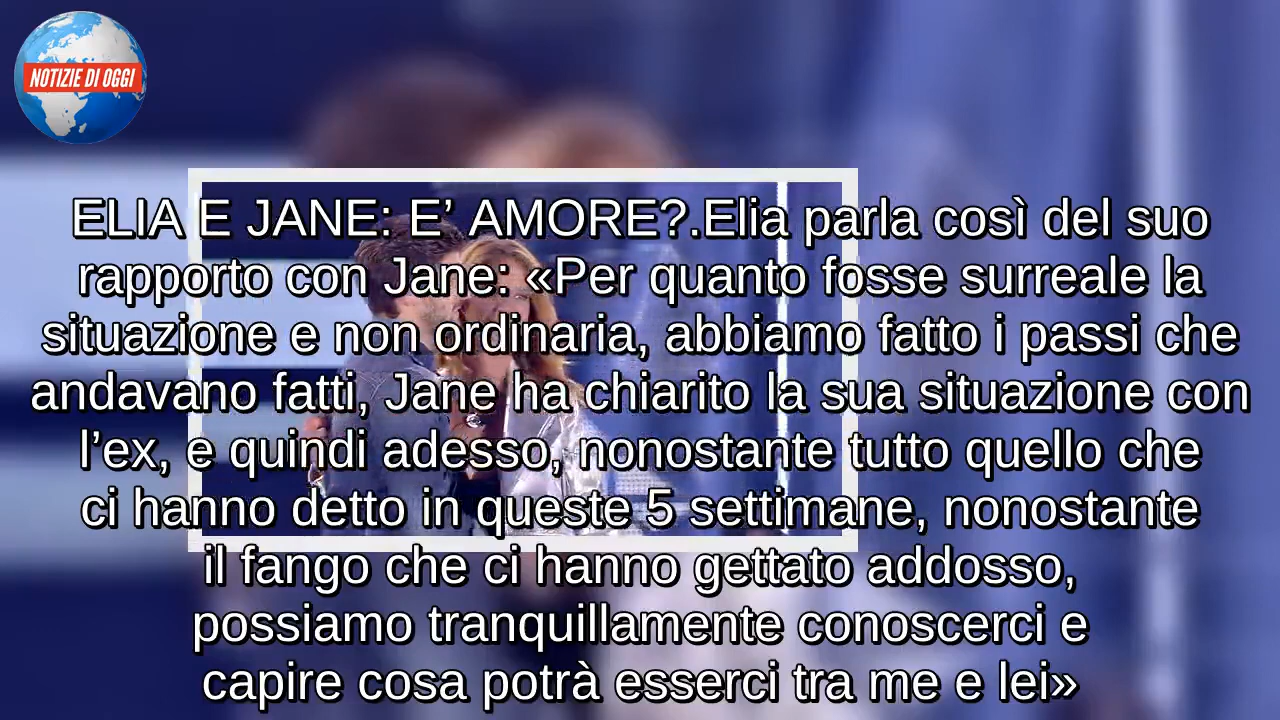 NOTIZIE DI OGGI
ELIA E JANE: E’ AMORE?.Elia parla così del suo
rapporto con Jane: «Per quanto fosse surreale la
situazione e non ordinaria, abbiamo fatto i passi che
andavano fatti, Jane ha chiarito la sua situazione con
l’ex, e quindi adesso, nonostante tutto quello che
ci hanno detto in queste 5 settimane, nonostante
il fango che ci hanno gettato addosso,
possiamo tranquillamente conoscerci e
capire cosa potrà esserci tra me e lei»